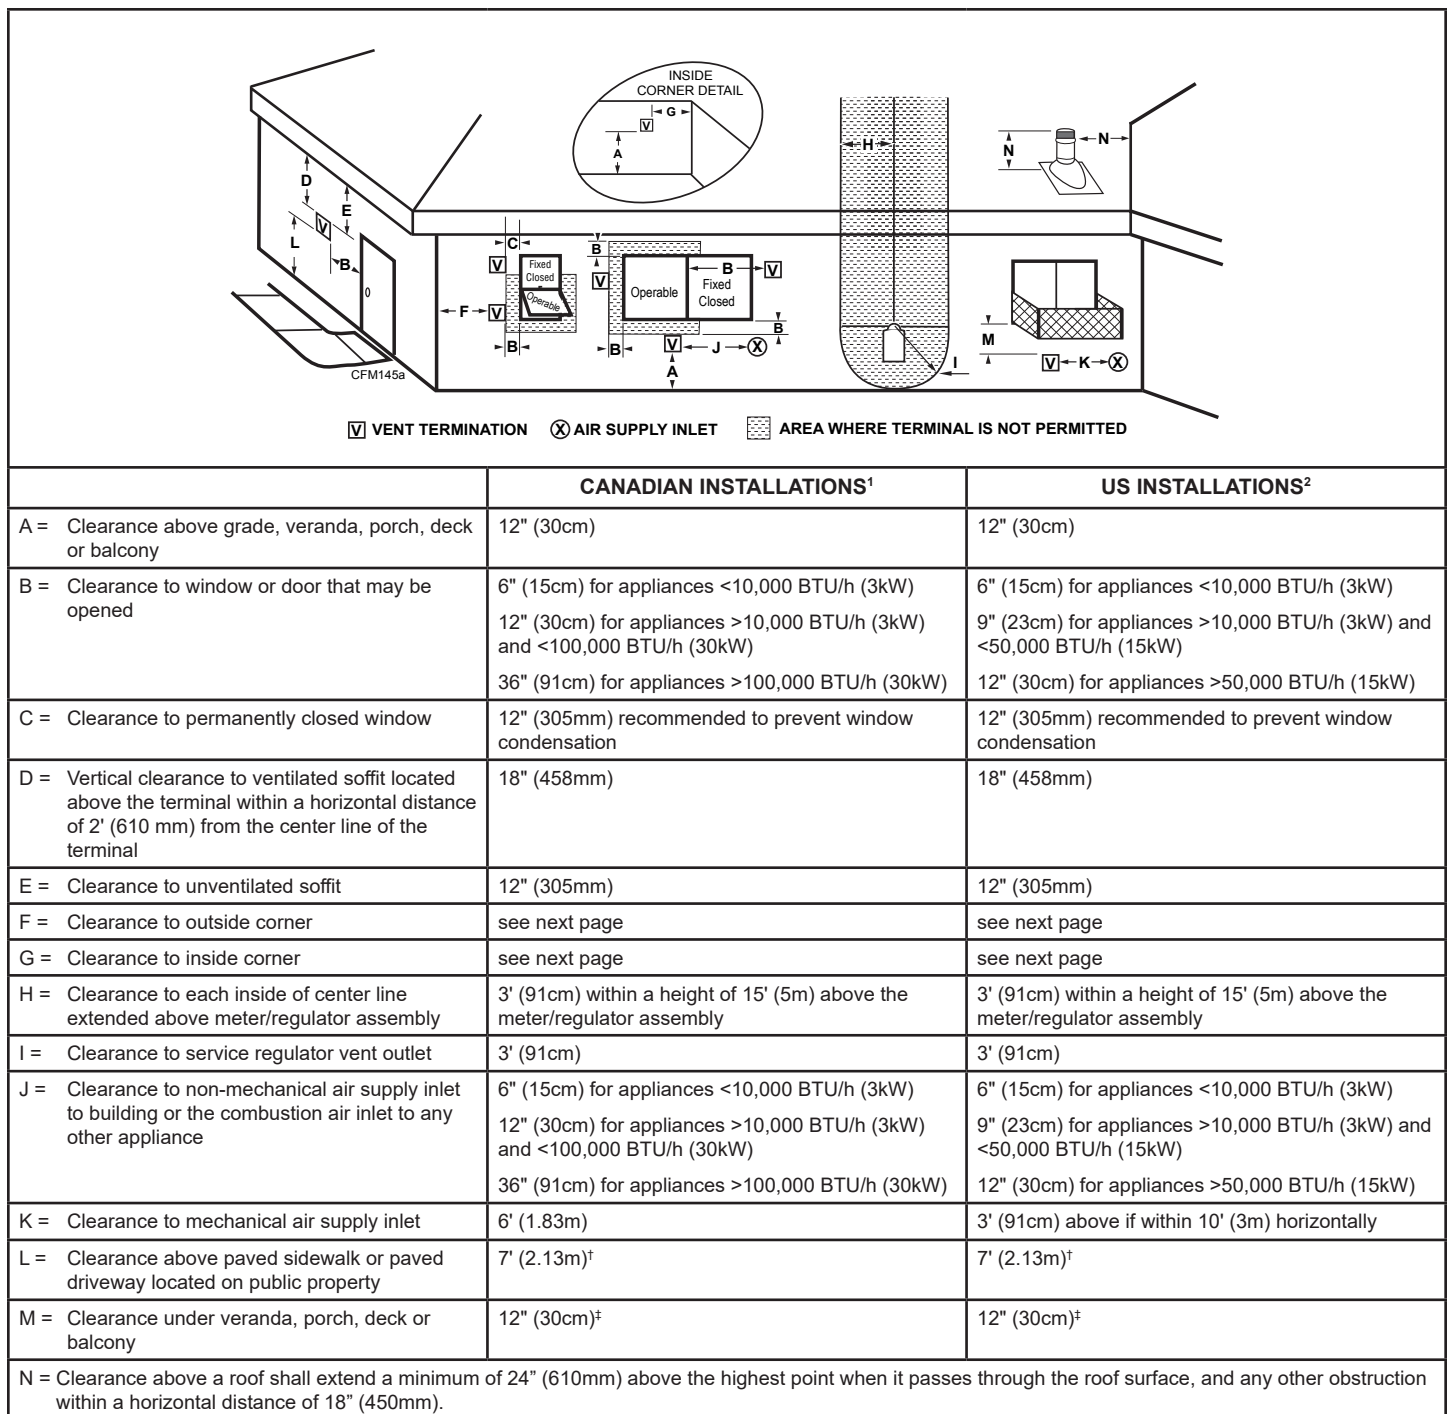 INSIDE
CORNER DETAIL
G
V
A
H
N
N
D
E
V
L
B
C
V
Fixed
Closed
Operable
F
V
B
B
V
Operable
B
V
Fixed
Closed
B
B
V
J
X
A
I
M
V
K
X
CFM145a
V VENT TERMINATION X AIR SUPPLY INLET AREA WHERE TERMINAL IS NOT PERMITTED
CANADIAN INSTALLATIONS¹ US INSTALLATIONS²
A = Clearance above grade, veranda, porch, deck
or balcony
12" (30cm)
12" (30cm)
B = Clearance to window or door that may be
opened
6" (15cm) for appliances <10,000 BTU/h (3kW)
12" (30cm) for appliances >10,000 BTU/h (3kW)
and <100,000 BTU/h (30kW)
36" (91cm) for appliances >100,000 BTU/h (30kW)
6" (15cm) for appliances <10,000 BTU/h (3kW)
9" (23cm) for appliances >10,000 BTU/h (3kW) and
<50,000 BTU/h (15kW)
12" (30cm) for appliances >50,000 BTU/h (15kW)
C = Clearance to permanently closed window
12" (305mm) recommended to prevent window
condensation
12" (305mm) recommended to prevent window
condensation
D = Vertical clearance to ventilated soffit located
above the terminal within a horizontal distance
of 2' (610 mm) from the center line of the
terminal
18" (458mm)
18" (458mm)
E = Clearance to unventilated soffit
12" (305mm)
12" (305mm)
F = Clearance to outside corner
see next page
see next page
G = Clearance to inside corner
see next page
see next page
H = Clearance to each inside of center line
extended above meter/regulator assembly
3' (91cm) within a height of 15' (5m) above the
meter/regulator assembly
3' (91cm) within a height of 15' (5m) above the
meter/regulator assembly
I = Clearance to service regulator vent outlet
3' (91cm)
3' (91cm)
J = Clearance to non-mechanical air supply inlet
to building or the combustion air inlet to any
other appliance
6" (15cm) for appliances <10,000 BTU/h (3kW)
12" (30cm) for appliances >10,000 BTU/h (3kW)
and <100,000 BTU/h (30kW)
36" (91cm) for appliances >100,000 BTU/h (30kW)
6" (15cm) for appliances <10,000 BTU/h (3kW)
9" (23cm) for appliances >10,000 BTU/h (3kW) and
<50,000 BTU/h (15kW)
12" (30cm) for appliances >50,000 BTU/h (15kW)
K = Clearance to mechanical air supply inlet
6' (1.83m)
3' (91cm) above if within 10' (3m) horizontally
L = Clearance above paved sidewalk or paved
driveway located on public property
7' (2.13m)†
7' (2.13m)†
M = Clearance under veranda, porch, deck or
balcony
12" (30cm)‡
12" (30cm)‡
N = Clearance above a roof shall extend a minimum of 24” (610mm) above the highest point when it passes through the roof surface, and any other obstruction
within a horizontal distance of 18” (450mm).